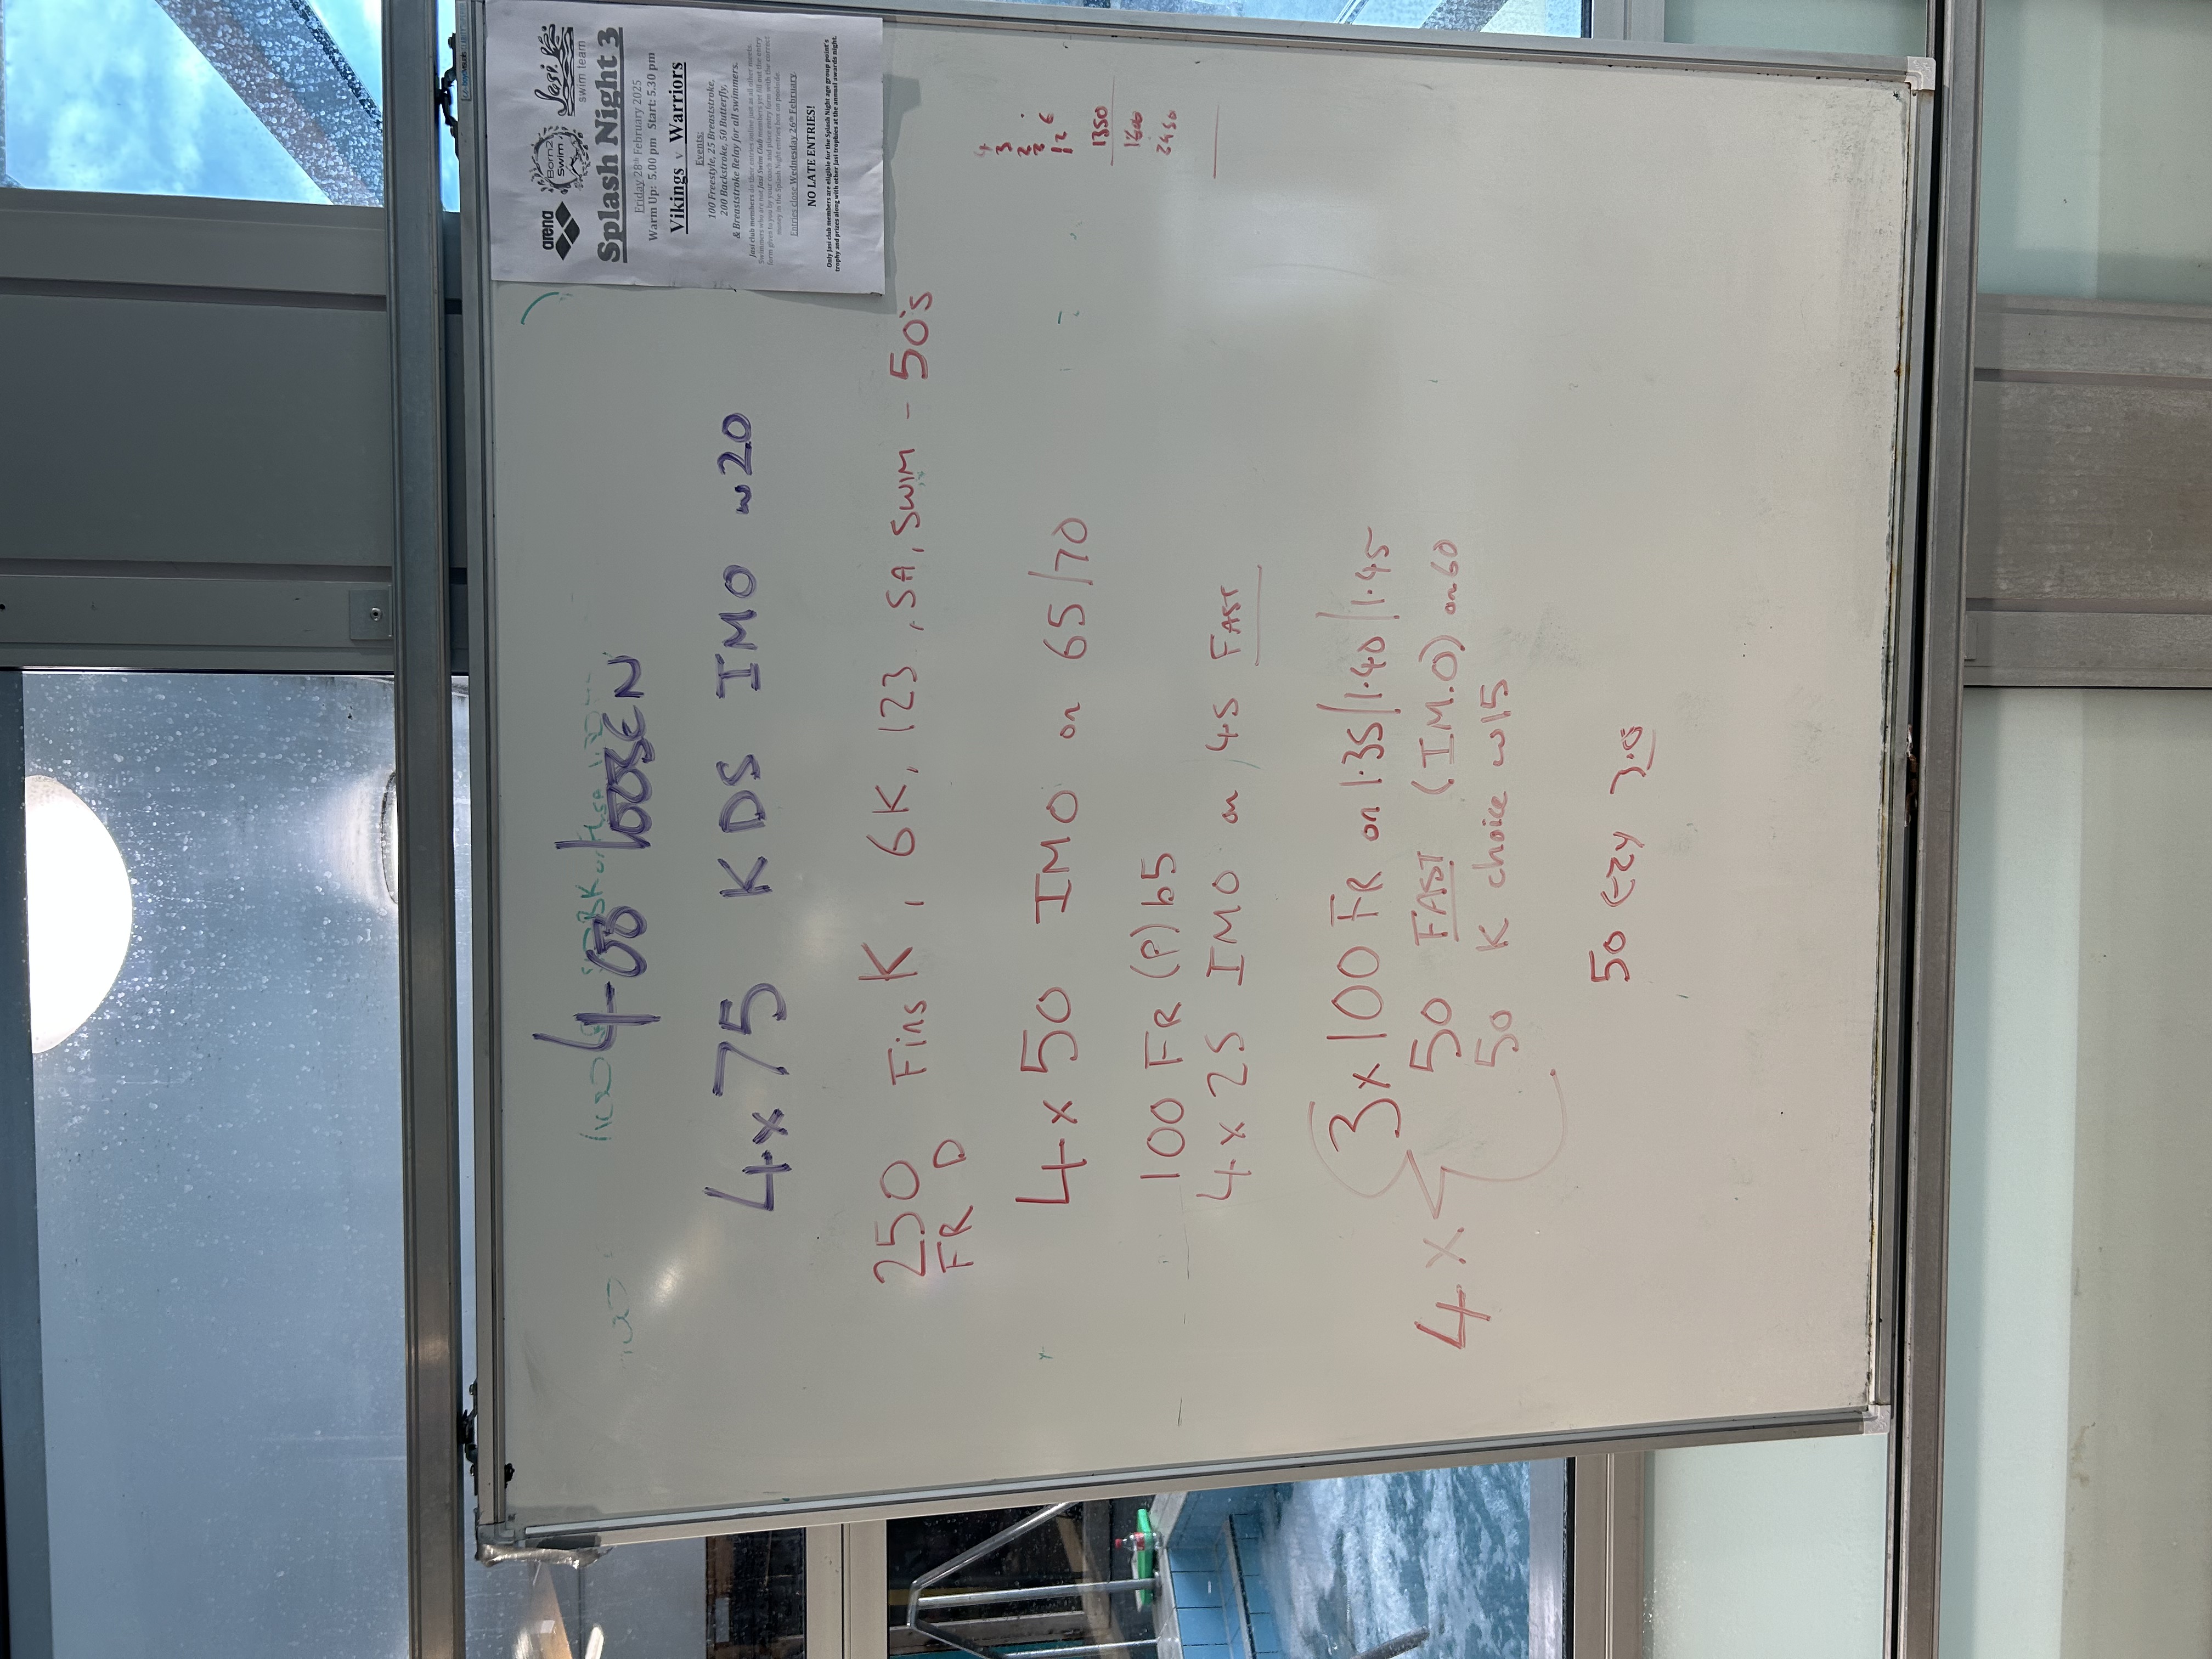 400 LOOSEN
4x75 KDS IMO w20
250 Fins K, 6K, 123, SA, SWIM - 50's
FR D
4x50 IMO on 65/70
100 FR (P) b5
4x25 IMO on 45 FAST
3x100 FR on 1.35/1.40/1.45
4x
50 FAST (I.M.O) on 60
50 K choice w15
50 Ezy 3.0
4
3
2
2 6
12
1350
2450
arena
Born2
Swim
Jasi
swim team
Splash Night 3
Friday 28th February 2025
Warm Up: 5.00 pm Start: 5.30 pm
Vikings v Warriors
Events:
100 Freestyle, 25 Breaststroke,
200 Backstroke, 50 Butterfly,
& Breaststroke Relay for all swimmers.
Jasi club members do their entries online just as all other meets.
Swimmers who are not Jasi Swim Club members yet fill out the entry
form given to you by your coach and place entry form with the correct
money in the Splash Night entries box on poolside.
Entries close Wednesday 26th February.
NO LATE ENTRIES!
Only Jasi club members are eligible for the Splash Night age group point's
trophy and prizes along with other Jasi trophies at the annual awards night.